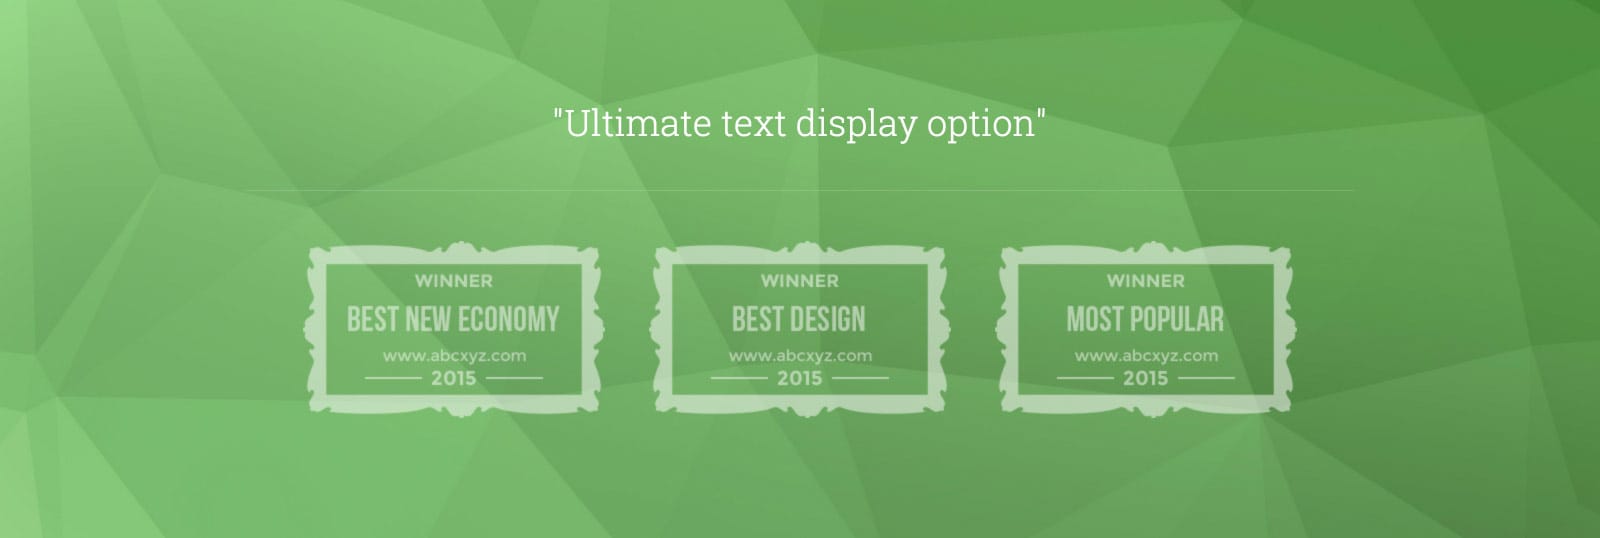 "Ultimate text display option"
WINNER
BEST NEW ECONOMY
www.abcxyz.com
2015
WINNER
BEST DESIGN
www.abcxyz.com
2015
WINNER
MOST POPULAR
www.abcxyz.com
2015